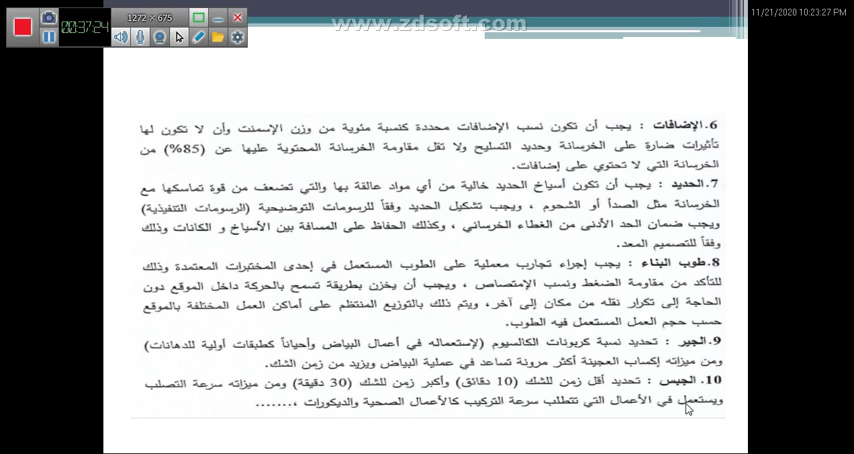 11/21/2020 10:23:27 PM
1272 × 675
00:37:24
www.zdsoft.com
6.الإضافات : يجب أن تكون نسب الإضافات محددة كنسبة مئوية من وزن الإسمنت وأن لا تكون لها
تأثيرات ضارة على الخرسانة وحديد التسليح ولا تقل مقاومة الخرسانة المحتوية عليها عن (85%) من
الخرسانة التي لا تحتوي على إضافات.
7.الحديد : يجب أن تكون أسياخ الحديد خالية من أي مواد عالقة بها والتي تضعف من قوة تماسكها مع
الخرسانة مثل الصدأ أو الشحوم ، ويجب تشكيل الحديد وفقاً للرسومات التوضيحية (الرسومات التنفيذية)
ويجب ضمان الحد الأدنى من الغطاء الخرساني ، وكذلك الحفاظ على المسافة بين الأسياخ و الكانات وذلك
وفقاً للتصميم المعد.
8.طوب البناء : يجب إجراء تجارب معملية على الطوب المستعمل في إحدى المختبرات المعتمدة وذلك
للتأكد من مقاومة الضغط ونسب الإمتصاص ، ويجب أن يخزن بطريقة تسمح بالحركة داخل الموقع دون
الحاجة إلى تكرار نقله من مكان إلى آخر، ويتم ذلك بالتوزيع المنتظم على أماكن العمل المختلفة بالموقع
حسب حجم العمل المستعمل فيه الطوب.
9.الجير : تحديد نسبة كربونات الكالسيوم (لإستعماله في أعمال البياض وأحياناً كطبقات أولية للدهانات)
ومن ميزاته إكساب العجينة أكثر مرونة تساعد في عملية البياض ويزيد من زمن الشك.
10. الجبس : تحديد أقل زمن للشك (10 دقائق) وأكبر زمن للشك (30 دقيقة) ومن ميزاته سرعة التصلب
ويستعمل في الأعمال التي تتطلب سرعة التركيب كالأعمال الصحية والديكورات ،.......